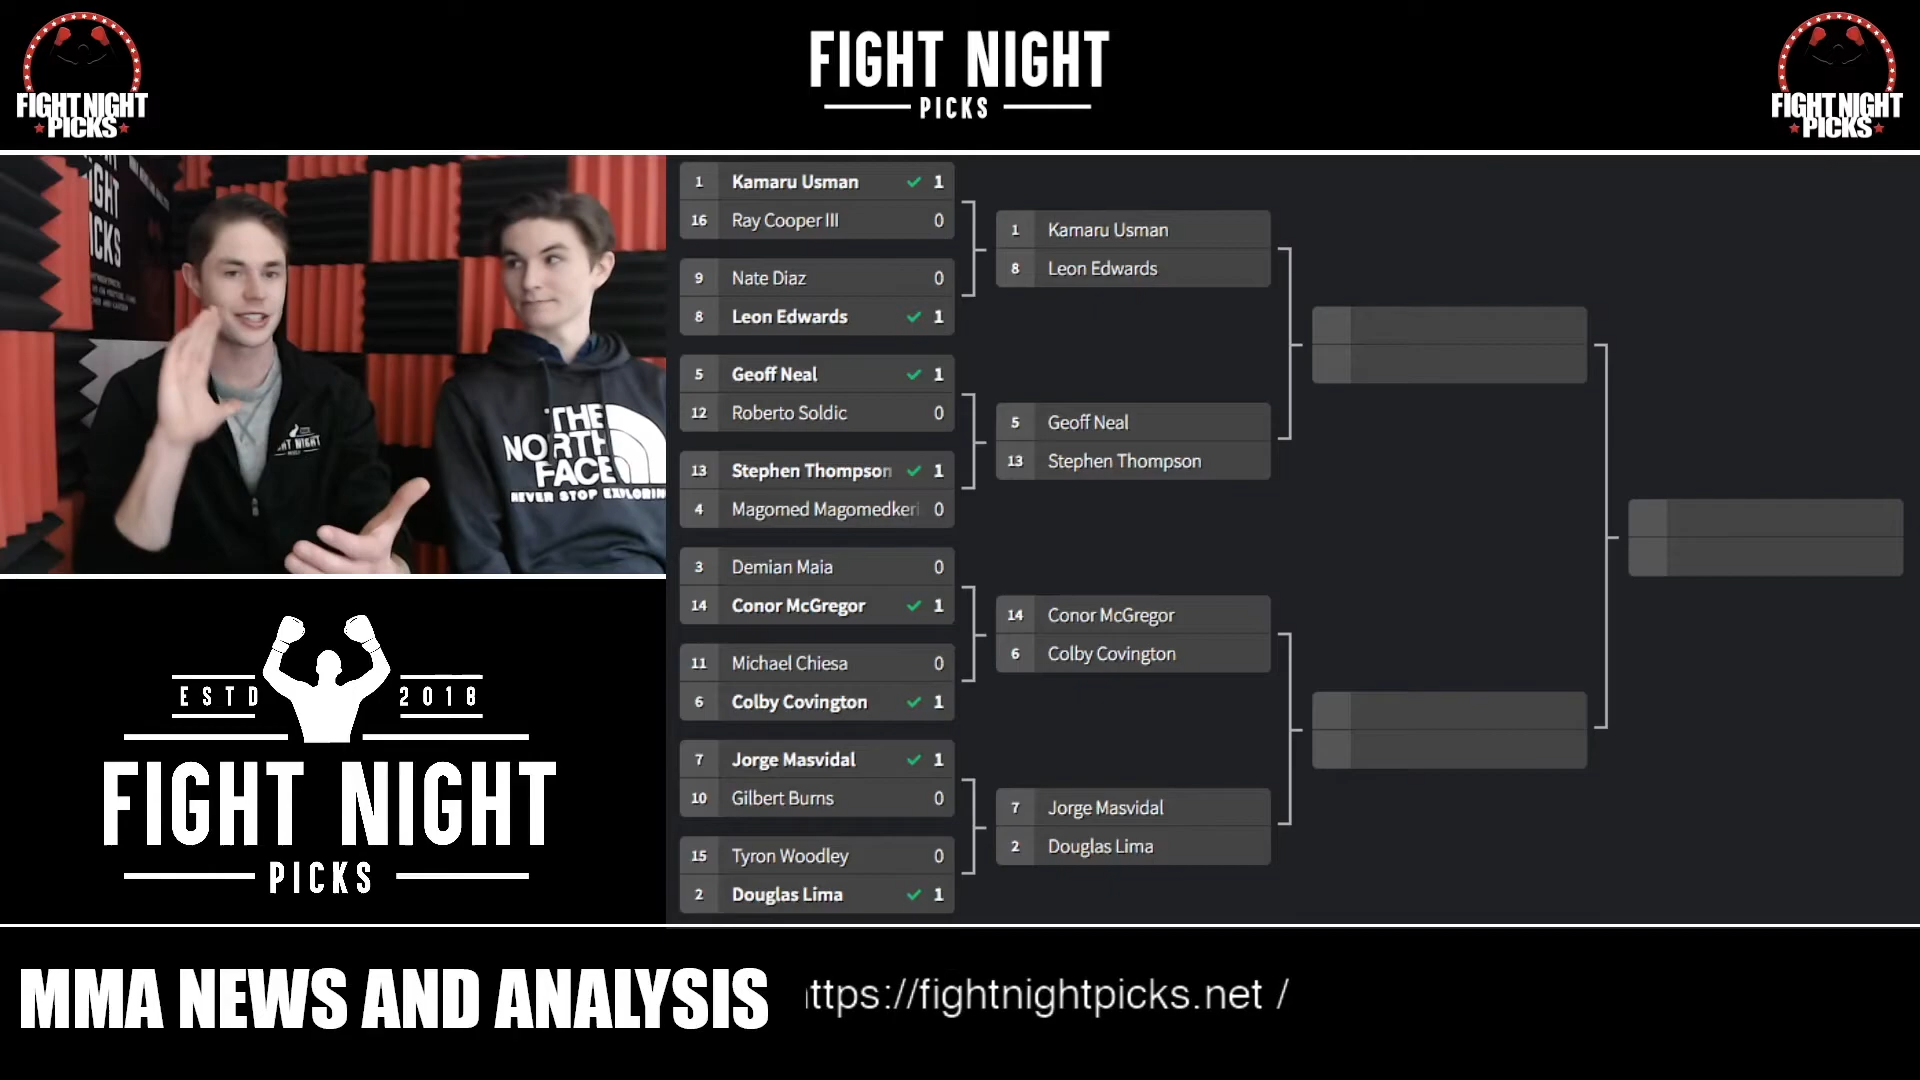 FIGHT NIGHT
PICKS
FIGHT NIGHT
PICKS
FIGHT NIGHT
PICKS
1 Kamaru Usman 1
16 Ray Cooper III 0
9 Nate Diaz 0
8 Leon Edwards 1
5 Geoff Neal 1
12 Roberto Soldic 0
13 Stephen Thompson 1
4 Magomed Magomedkeri 0
3 Demian Maia 0
14 Conor McGregor 1
11 Michael Chiesa 0
6 Colby Covington 1
7 Jorge Masvidal 1
10 Gilbert Burns 0
15 Tyron Woodley 0
2 Douglas Lima 1
1 Kamaru Usman
8 Leon Edwards
5 Geoff Neal
13 Stephen Thompson
14 Conor McGregor
6 Colby Covington
7 Jorge Masvidal
2 Douglas Lima
THE
NORTH
FACE
NEVER STOP EXPLORING
ESTD 2018
FIGHT NIGHT
PICKS
MMA NEWS AND ANALYSIS
ttps://fightnightpicks.net /